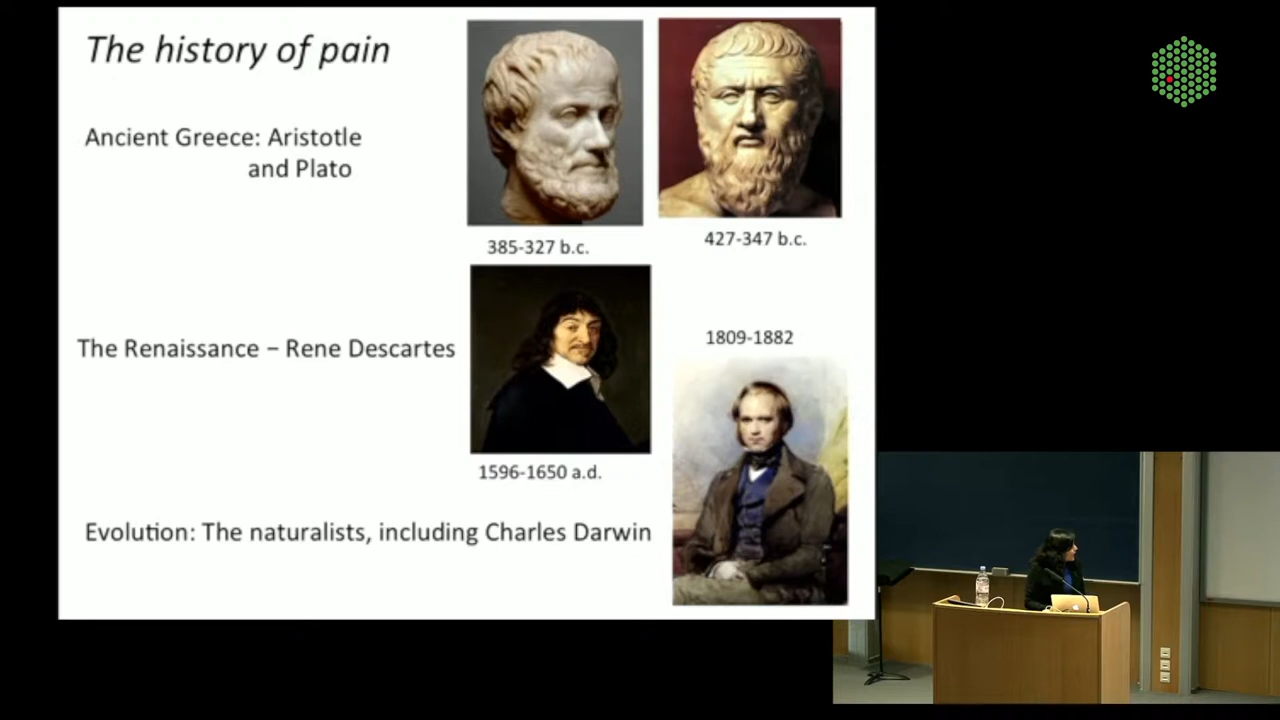 The history of pain
Ancient Greece: Aristotle
and Plato
385-327 b.c.
427-347 b.c.
The Renaissance – Rene Descartes
1596-1650 a.d.
1809-1882
Evolution: The naturalists, including Charles Darwin